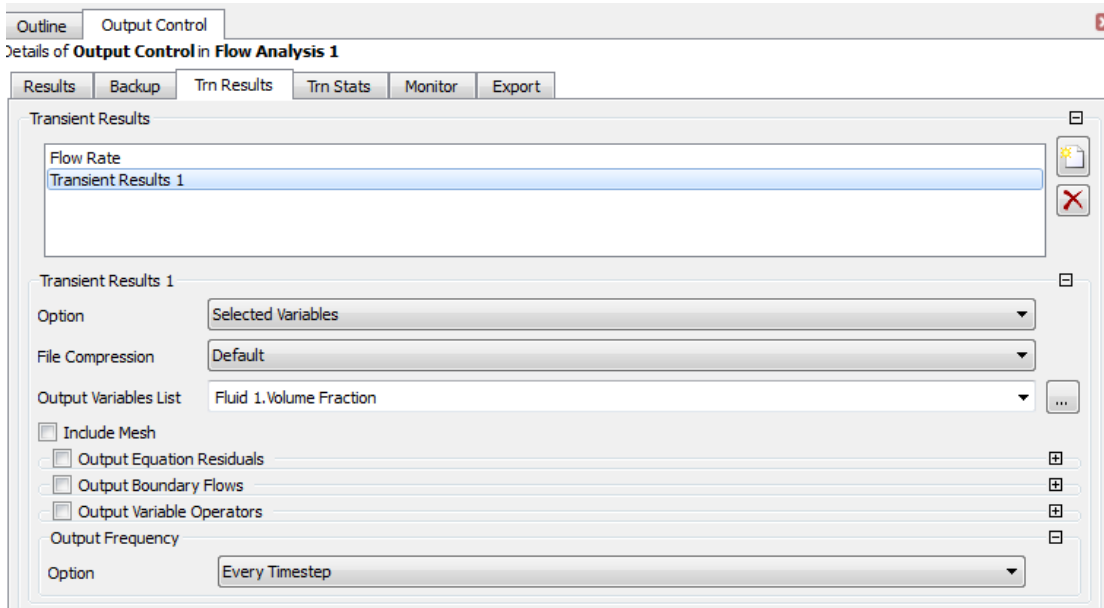 Outline Output Control
Details of Output Control in Flow Analysis 1
Results Backup Trn Results Trn Stats Monitor Export
Transient Results
Flow Rate
Transient Results 1
Transient Results 1
Option Selected Variables
File Compression Default
Output Variables List Fluid 1.Volume Fraction ...
Include Mesh
Output Equation Residuals
Output Boundary Flows
Output Variable Operators
Output Frequency
Option Every Timestep